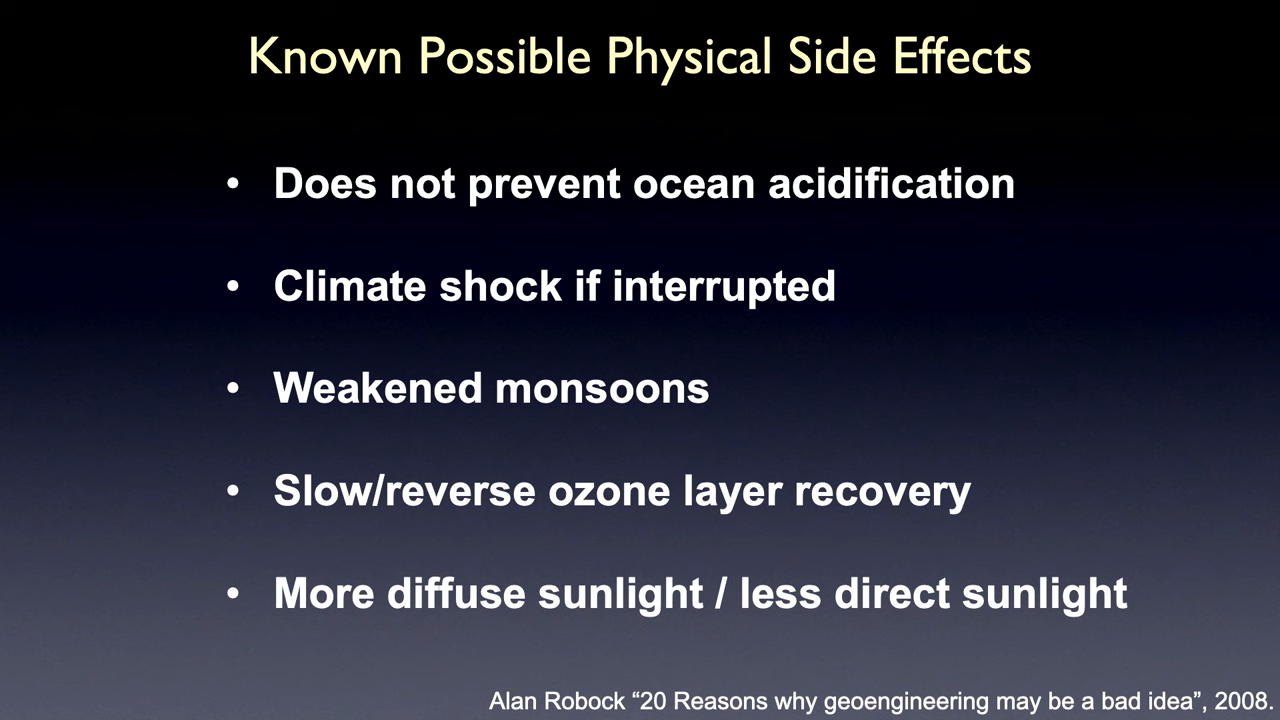 Known Possible Physical Side Effects
• Does not prevent ocean acidification
• Climate shock if interrupted
• Weakened monsoons
• Slow/reverse ozone layer recovery
• More diffuse sunlight / less direct sunlight
Alan Robock “20 Reasons why geoengineering may be a bad idea”, 2008.